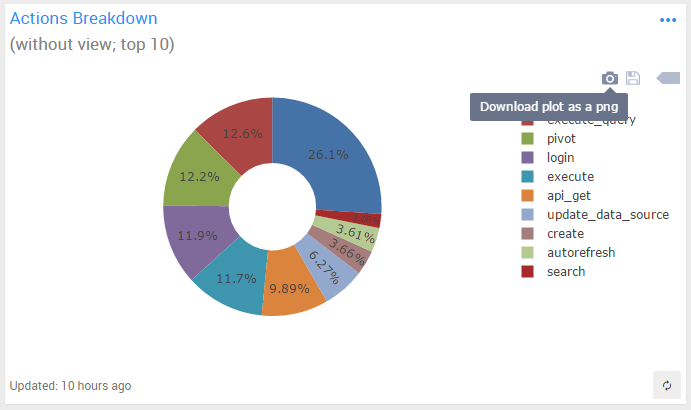 Actions Breakdown
(without view; top 10)
Download plot as a png
execute_query
pivot
login
execute
api_get
update_data_source
create
autorefresh
search
26.1%
12.6%
12.2%
11.9%
11.7%
9.89%
6.27%
3.66%
3.61%
Updated: 10 hours ago